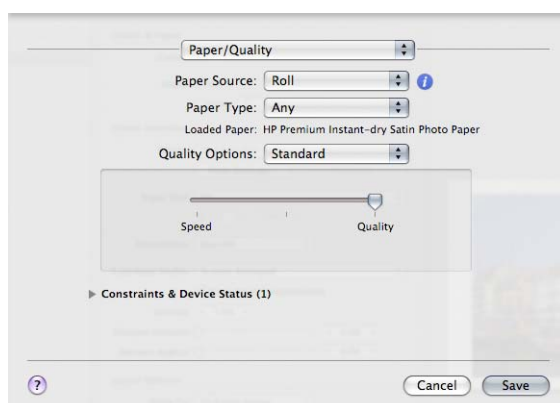 Paper/Quality
Paper Source: Roll
Paper Type: Any
Loaded Paper: HP Premium Instant-dry Satin Photo Paper
Quality Options: Standard
Speed Quality
Constraints & Device Status (1)
? Cancel Save